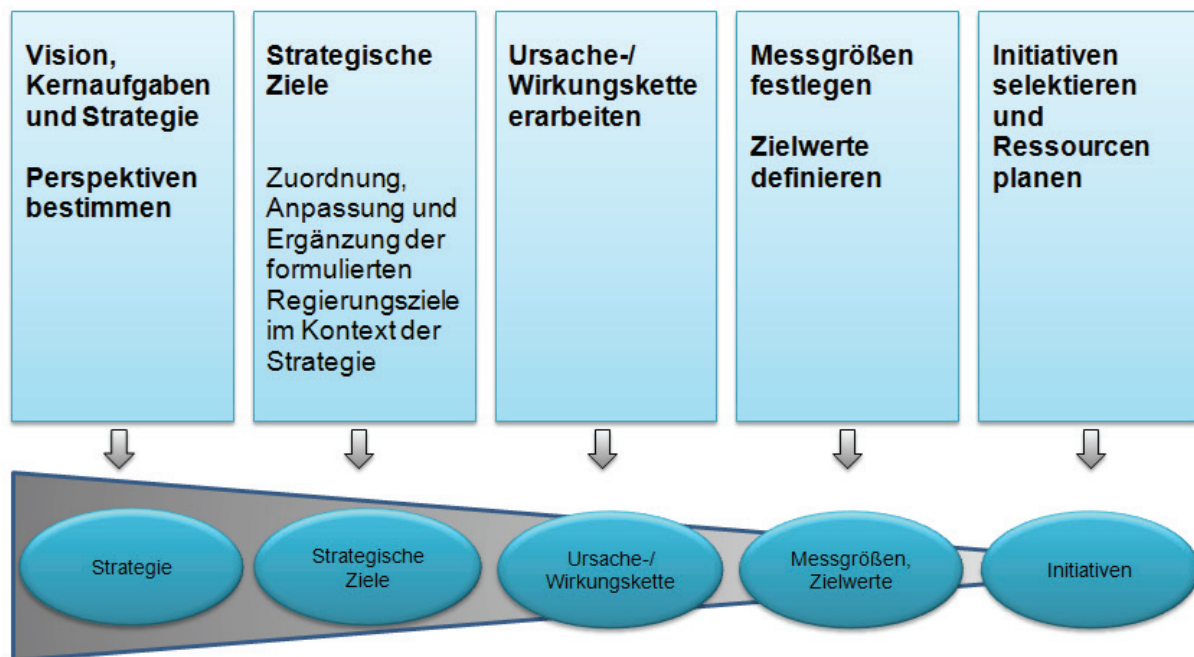 Vision,
Kernaufgaben
und Strategie
Perspektiven
bestimmen
Strategische
Ziele
Zuordnung,
Anpassung und
Ergänzung der
formulierten
Regierungsziele
im Kontext der
Strategie
Ursache-/
Wirkungskette
erarbeiten
Messgrößen
festlegen
Zielwerte
definieren
Initiativen
selektieren
und
Ressourcen
planen
Strategie
Strategische
Ziele
Ursache-/
Wirkungskette
Messgrößen,
Zielwerte
Initiativen